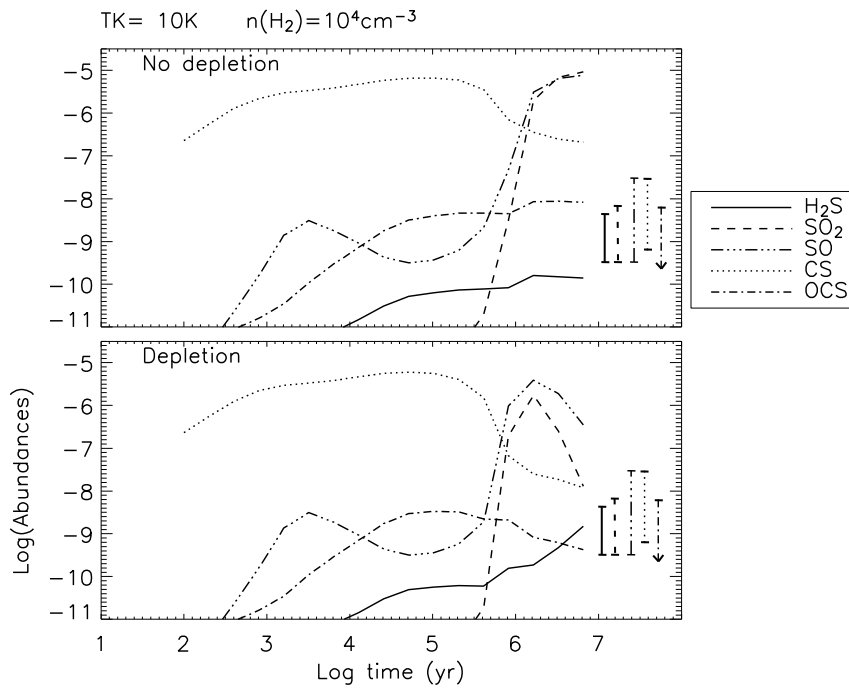 TK= 10K n(H₂)=10⁴cm⁻³
No depletion
−5
−6
−7
−8
−9
−10
−11
H₂S
SO₂
SO
CS
OCS
Depletion
−5
−6
−7
−8
−9
−10
−11
Log(Abundances)
1 2 3 4 5 6 7
Log time (yr)